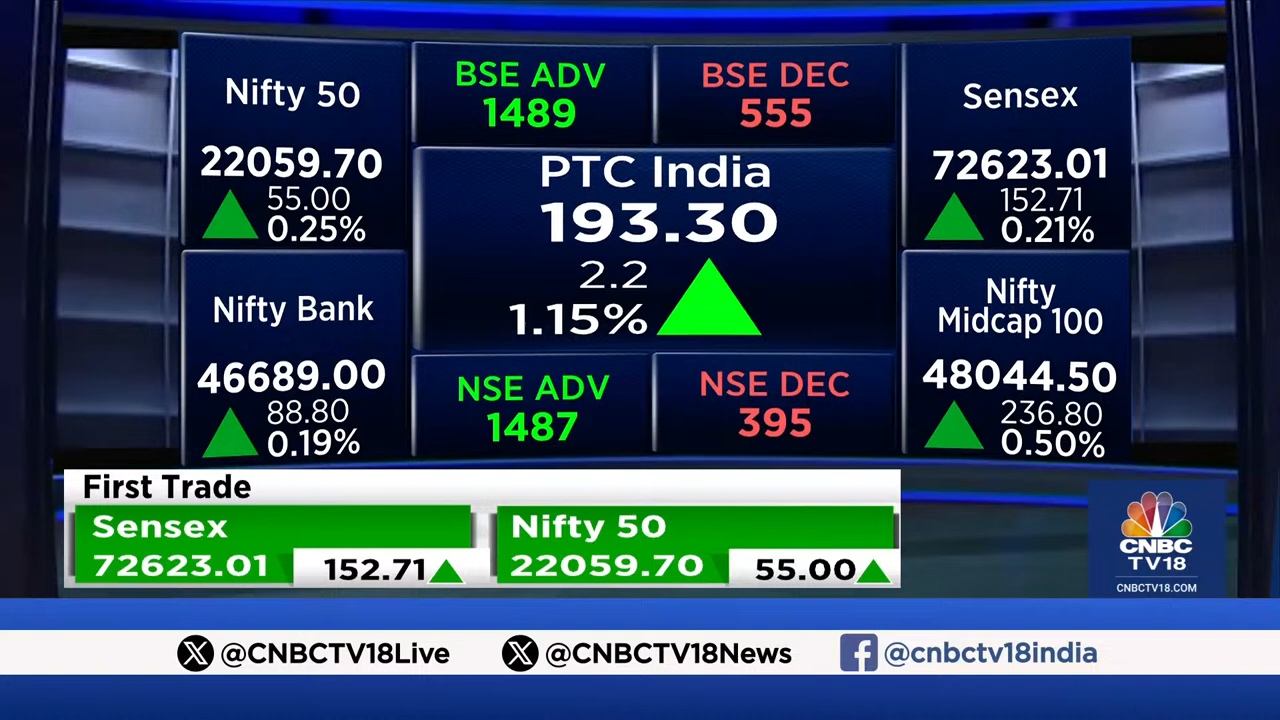 Nifty 50
22059.70
55.00
0.25%
BSE ADV
1489
BSE DEC
555
Sensex
72623.01
152.71
0.21%
PTC India
193.30
2.2
1.15%
Nifty Bank
46689.00
88.80
0.19%
NSE ADV
1487
NSE DEC
395
Nifty
Midcap 100
48044.50
236.80
0.50%
First Trade
Sensex
72623.01
152.71
Nifty 50
22059.70
55.00
CNBC
TV18
CNBCTV18.COM
@CNBCTV18Live
@CNBCTV18News
@cnbctv18india